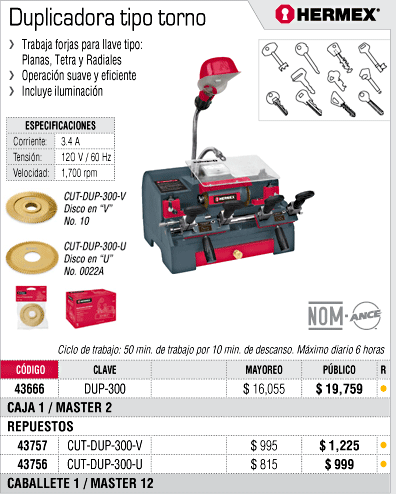 Duplicadora tipo torno
HERMEX®
Trabaja forjas para llave tipo:
Planas, Tetra y Radiales
Operación suave y eficiente
Incluye iluminación
ESPECIFICACIONES
Corriente: 3.4 A
Tensión: 120 V / 60 Hz
Velocidad: 1,700 rpm
CUT-DUP-300-V
Disco en “V”
No. 10
CUT-DUP-300-U
Disco en “U”
No. 0022A
HERMEX
NOM-ANCE
Ciclo de trabajo: 50 min. de trabajo por 10 min. de descanso. Máximo diario 6 horas
CÓDIGO CLAVE MAYOREO PÚBLICO R
43666 DUP-300 $ 16,055 $ 19,759
CAJA 1 / MASTER 2
REPUESTOS
43757 CUT-DUP-300-V $ 995 $ 1,225
43756 CUT-DUP-300-U $ 815 $ 999
CABALLETE 1 / MASTER 12